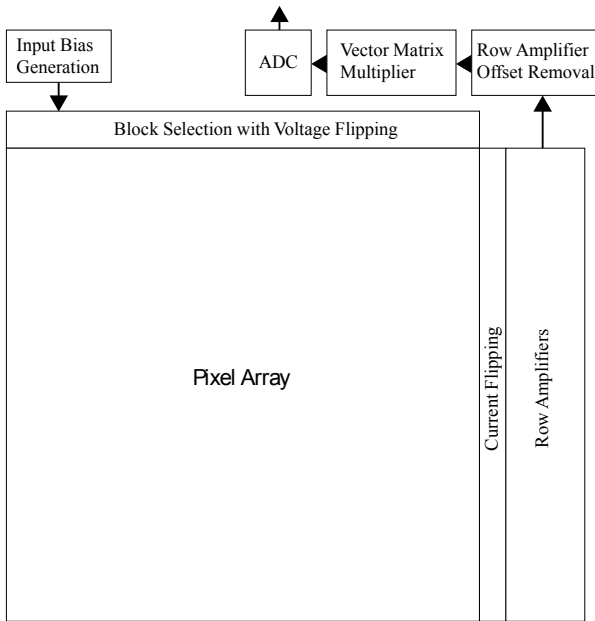 Input Bias
Generation
ADC
Vector Matrix
Multiplier
Row Amplifier
Offset Removal
Block Selection with Voltage Flipping
Pixel Array
Current Flipping
Row Amplifiers